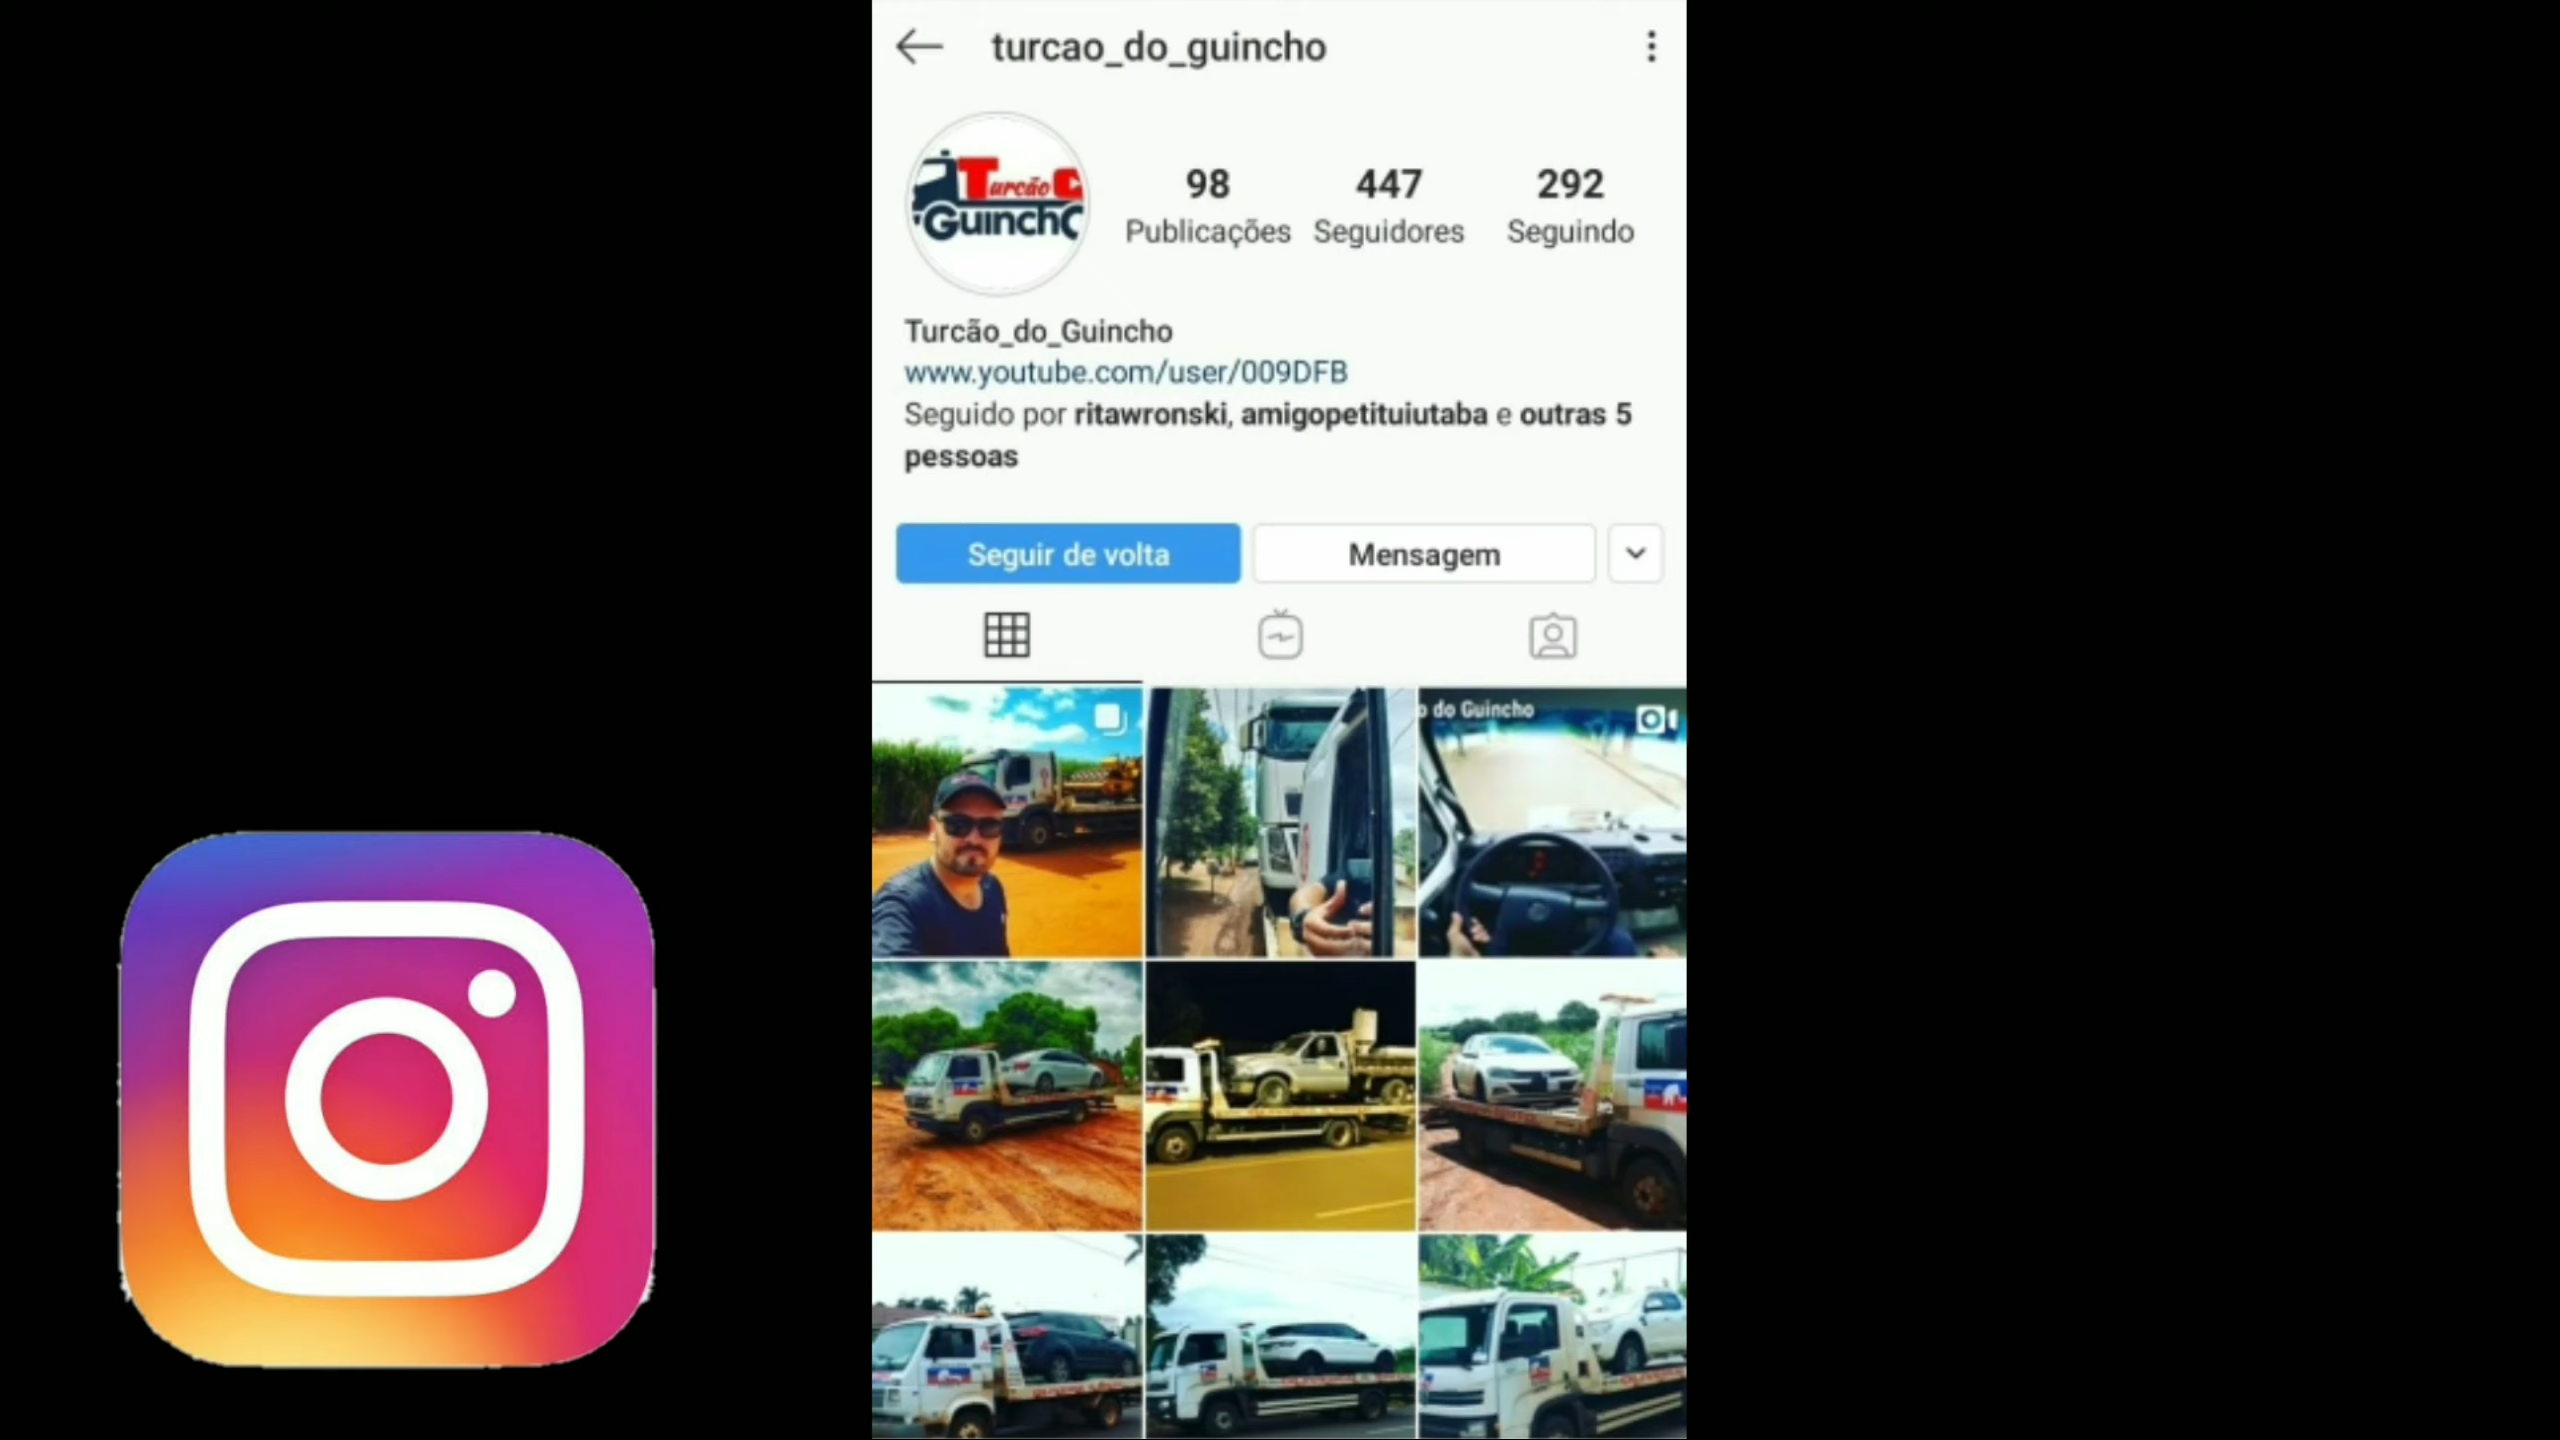 turcao_do_guincho
Turcão
Guincho
98
447
292
Publicações
Seguidores
Seguindo
Turcão_do_Guincho
www.youtube.com/user/009DFB
Seguido por ritawronski, amigopetituiutaba e outras 5
pessoas
Seguir de volta
Mensagem
o do Guincho